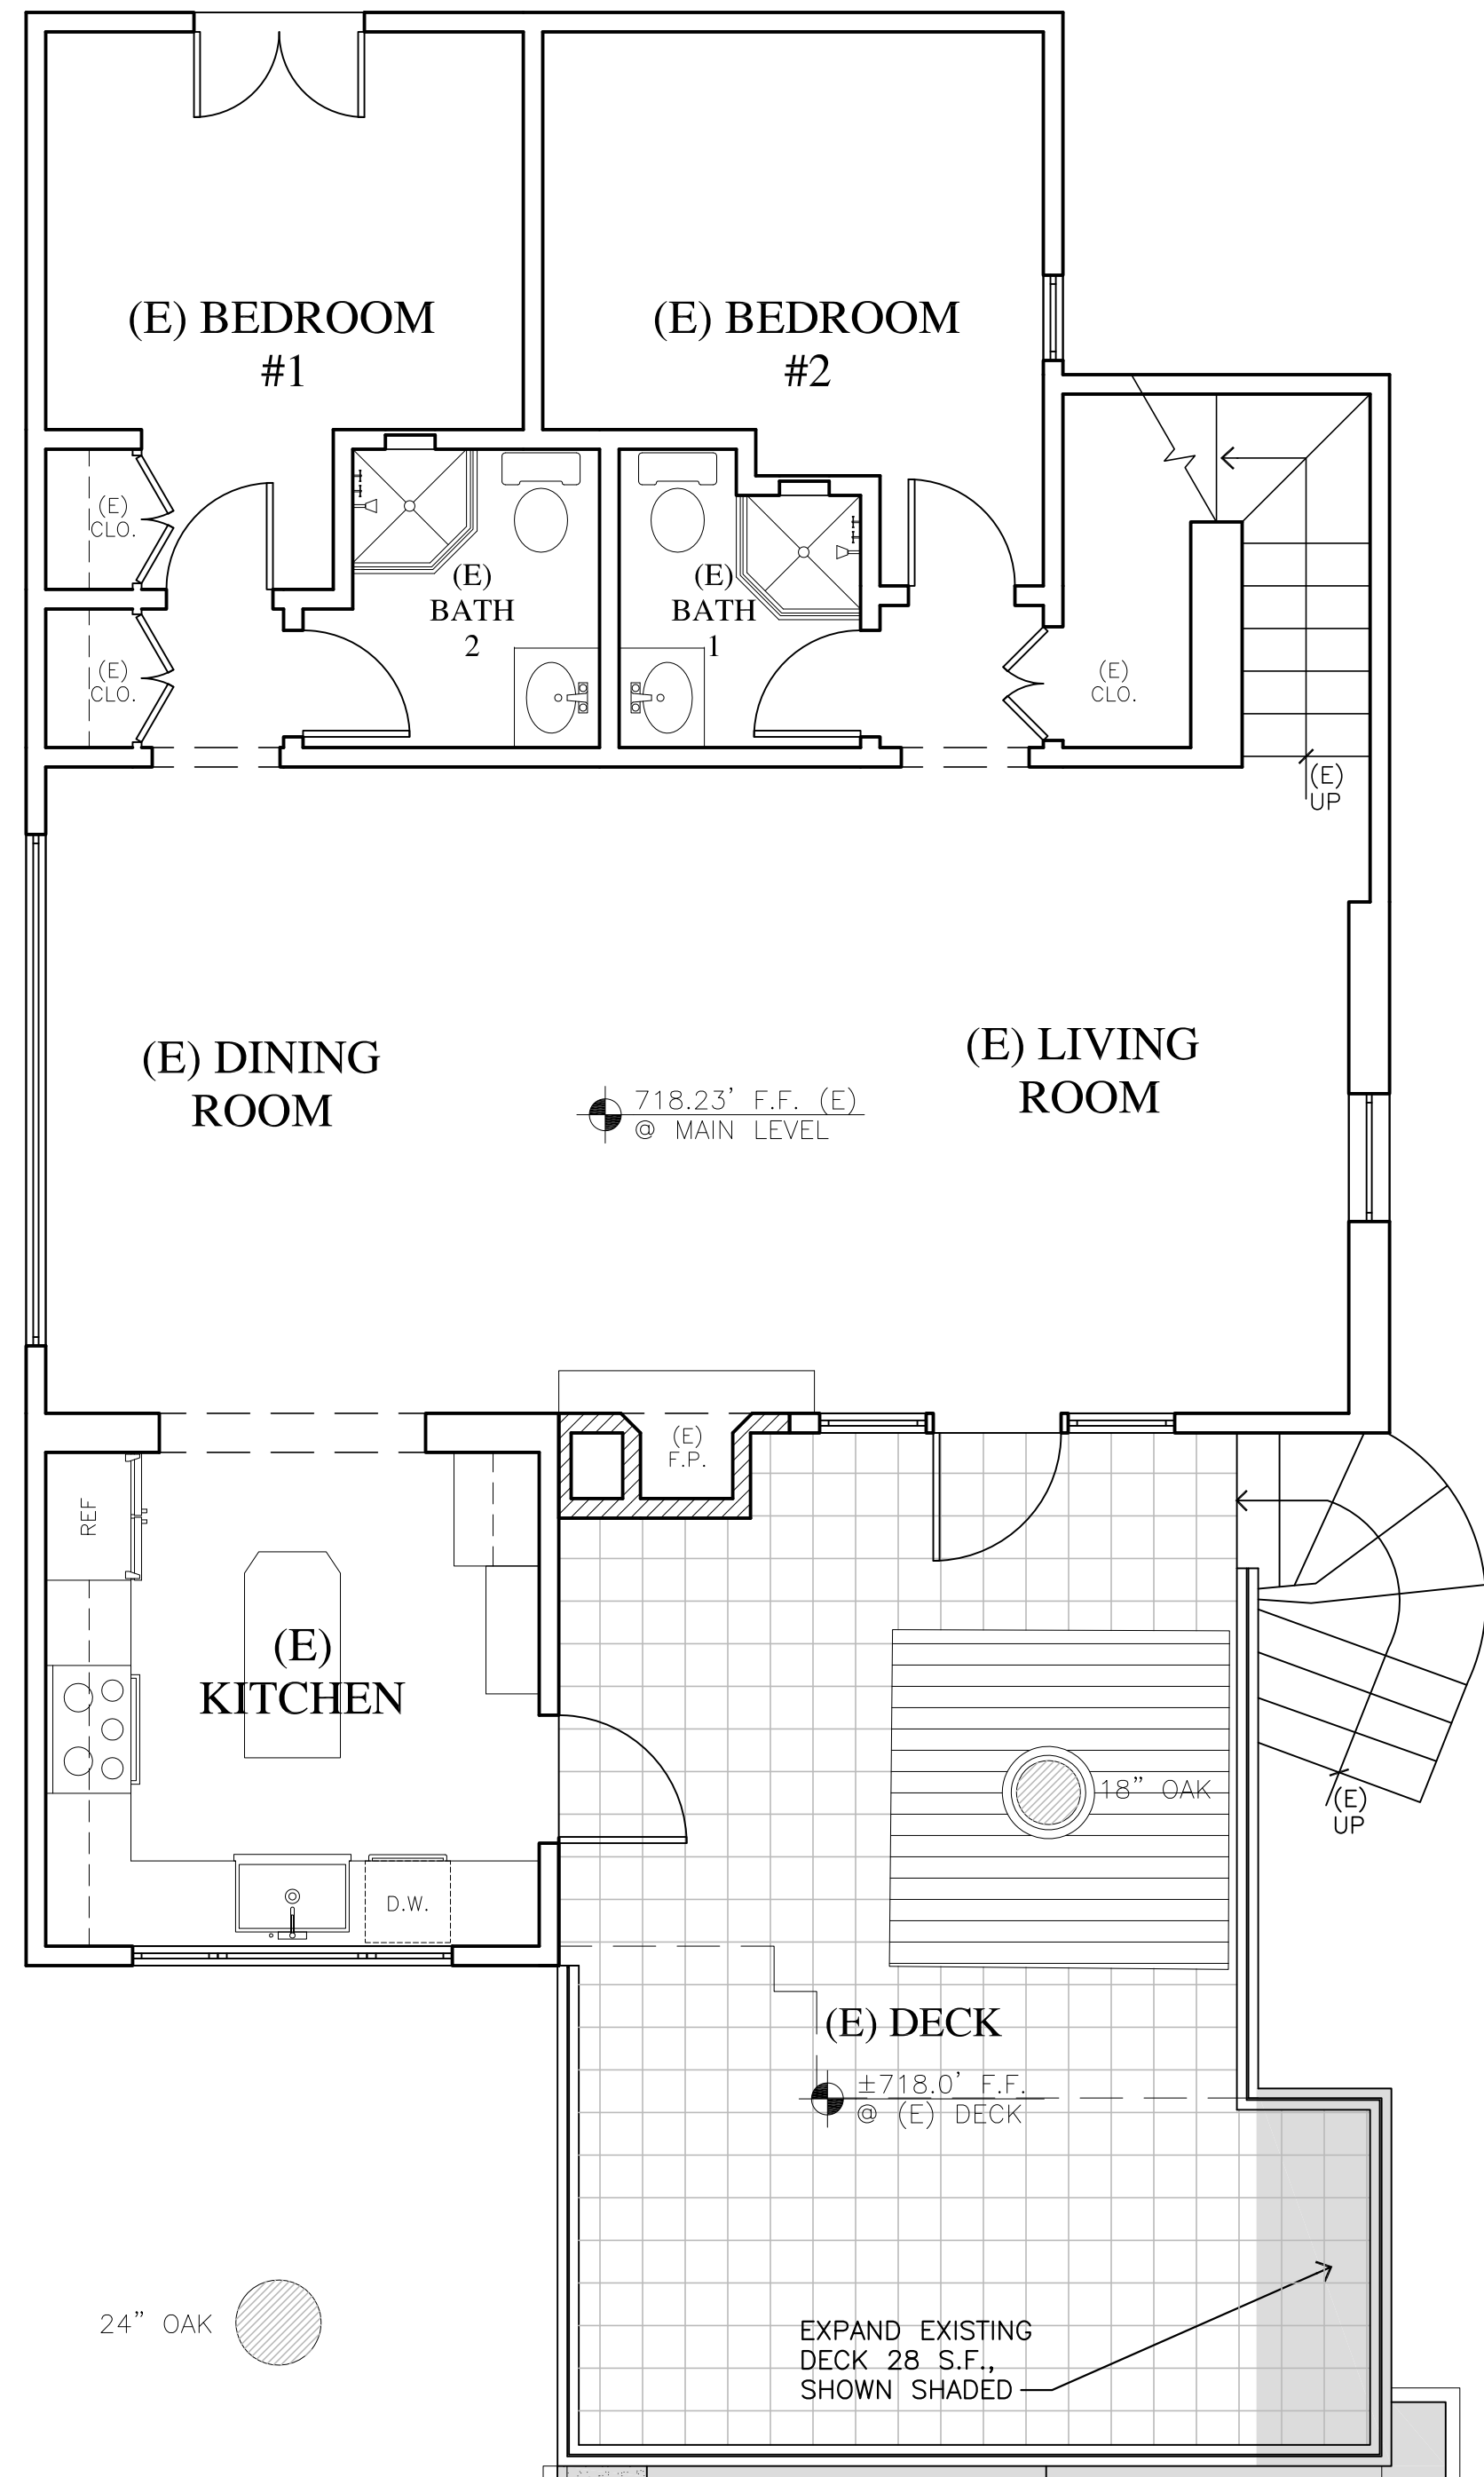 (E) BEDROOM
#1
(E) BEDROOM
#2
(E)
CLO.
(E)
BATH
2
(E)
BATH
1
(E)
CLO.
(E)
CLO.
(E)
UP
(E) DINING
ROOM
718.23’ F.F. (E)
@ MAIN LEVEL
(E) LIVING
ROOM
(E)
F.P.
REF
(E)
KITCHEN
18” OAK
(E)
UP
D.W.
(E) DECK
±718.0’ F.F.
@ (E) DECK
24” OAK
EXPAND EXISTING
DECK 28 S.F.,
SHOWN SHADED